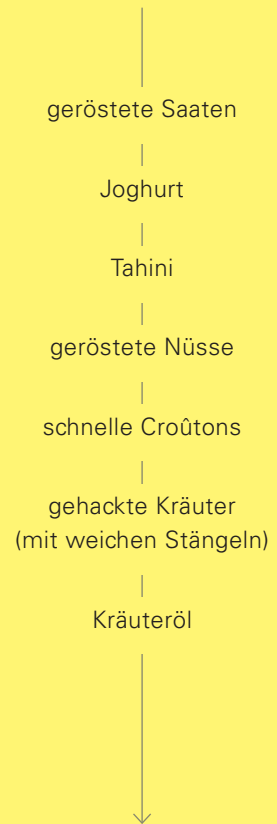 geröstete Saaten
Joghurt
Tahini
geröstete Nüsse
schnelle Croûtons
gehackte Kräuter
(mit weichen Stängeln)
Kräuteröl